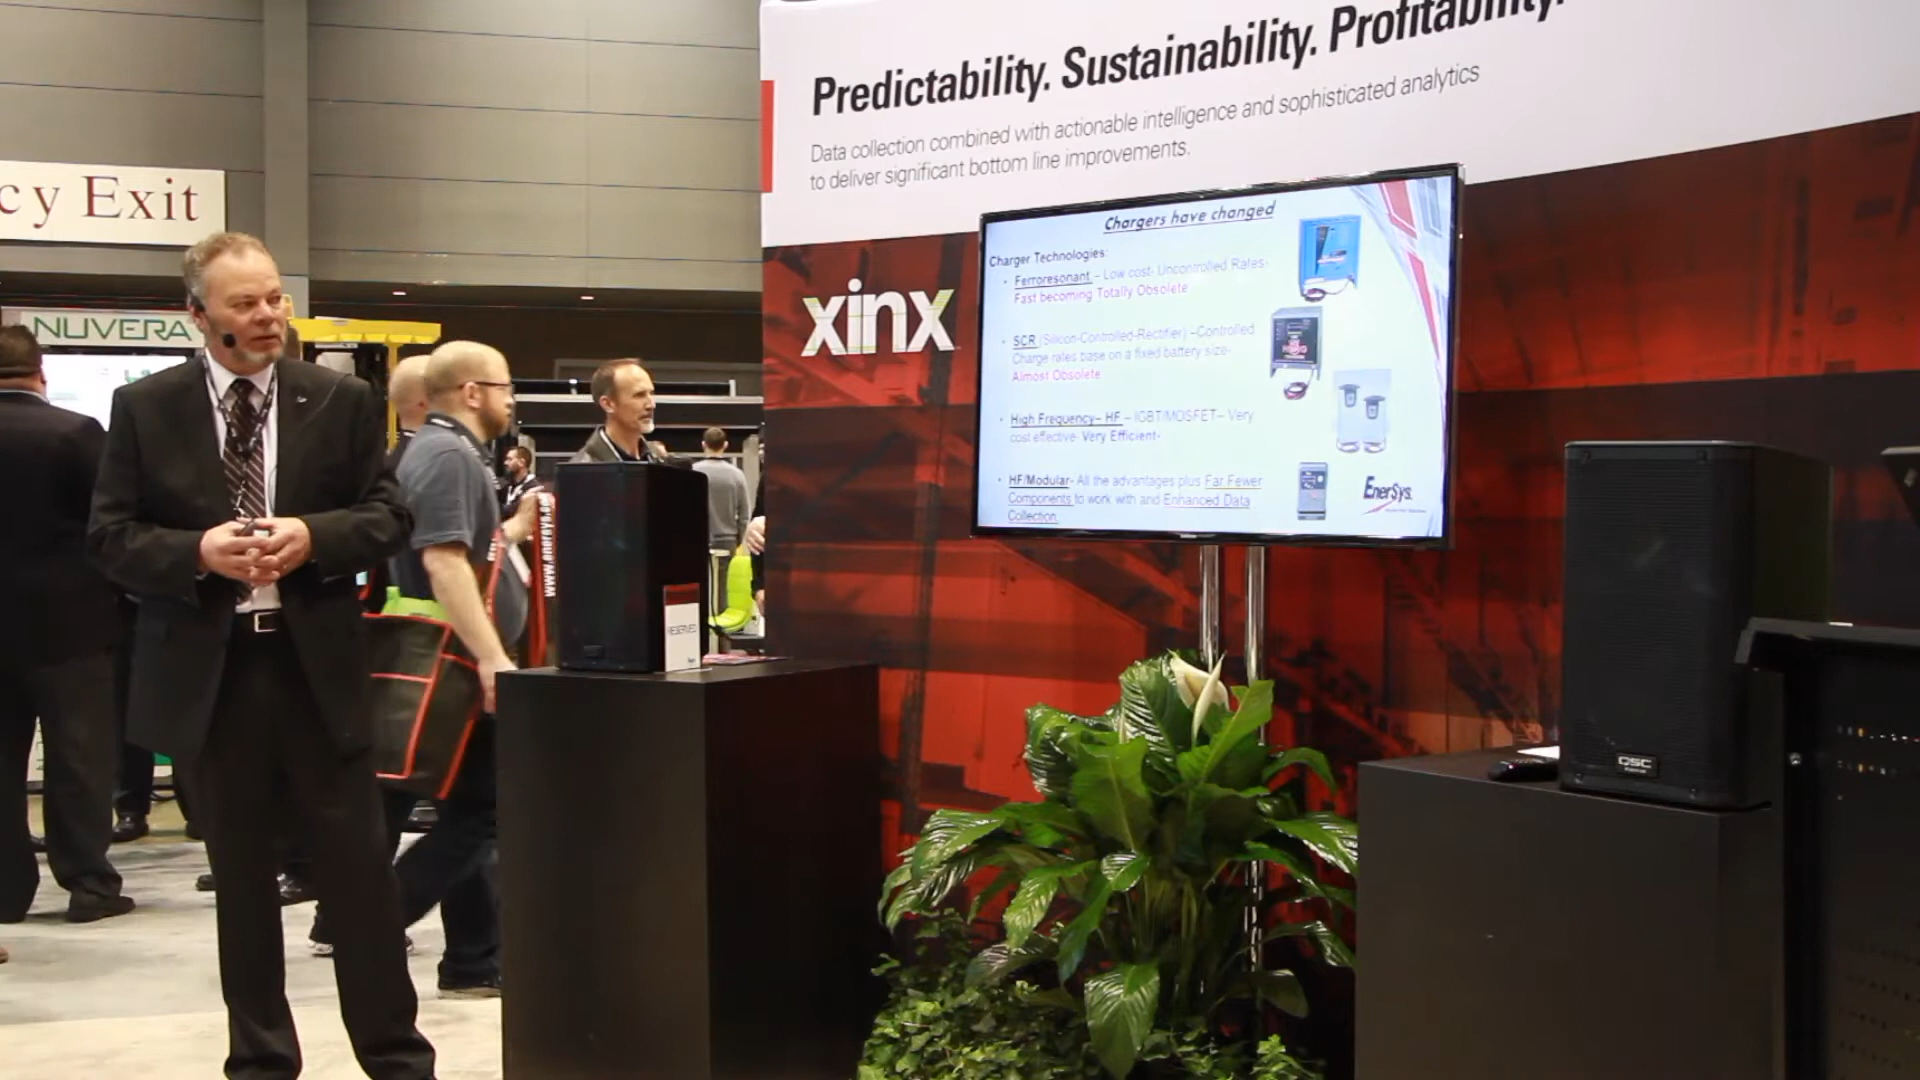 Predictability. Sustainability. Profitability.
Data collection combined with actionable intelligence and sophisticated analytics
to deliver significant bottom line improvements.
cy Exit
NUVERA
xinx
Chargers have changed
Charger Technologies:
• Ferroresonant – Low cost- Uncontrolled Rates-
Fast becoming Totally Obsolete
• SCR (Silicon-Controlled-Rectifier) –Controlled
Charge rates base on a fixed battery size-
Almost Obsolete
• High Frequency– HF – IGBT/MOSFET– Very
cost effective- Very Efficient-
• HF/Modular- All the advantages plus Far Fewer
Components to work with and Enhanced Data
Collection
EnerSys
www.enersys.
RESERVED
QSC